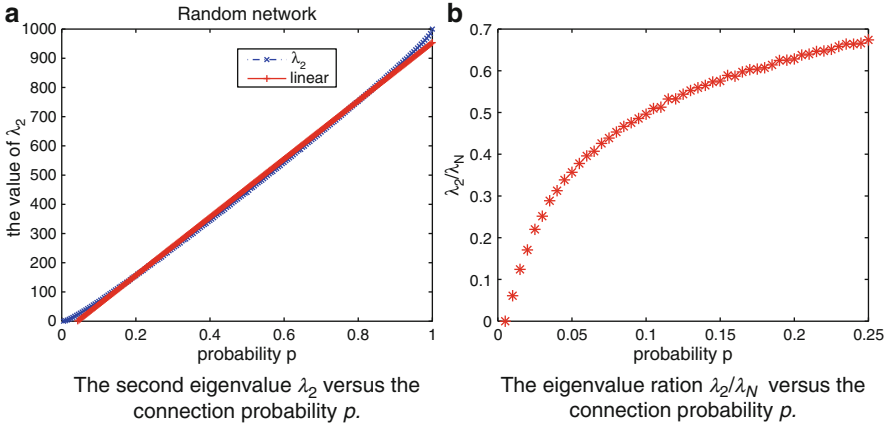 a
Random network
1000
900
800
700
600
500
400
300
200
100
0
the value of λ2
λ2
linear
0
0.2
0.4
0.6
0.8
1
probability p
The second eigenvalue λ2 versus the
connection probability p.
b
0.7
0.6
0.5
0.4
0.3
0.2
0.1
0
λ2/λN
0
0.05
0.1
0.15
0.2
0.25
probability p
The eigenvalue ration λ2/λN versus the
connection probability p.